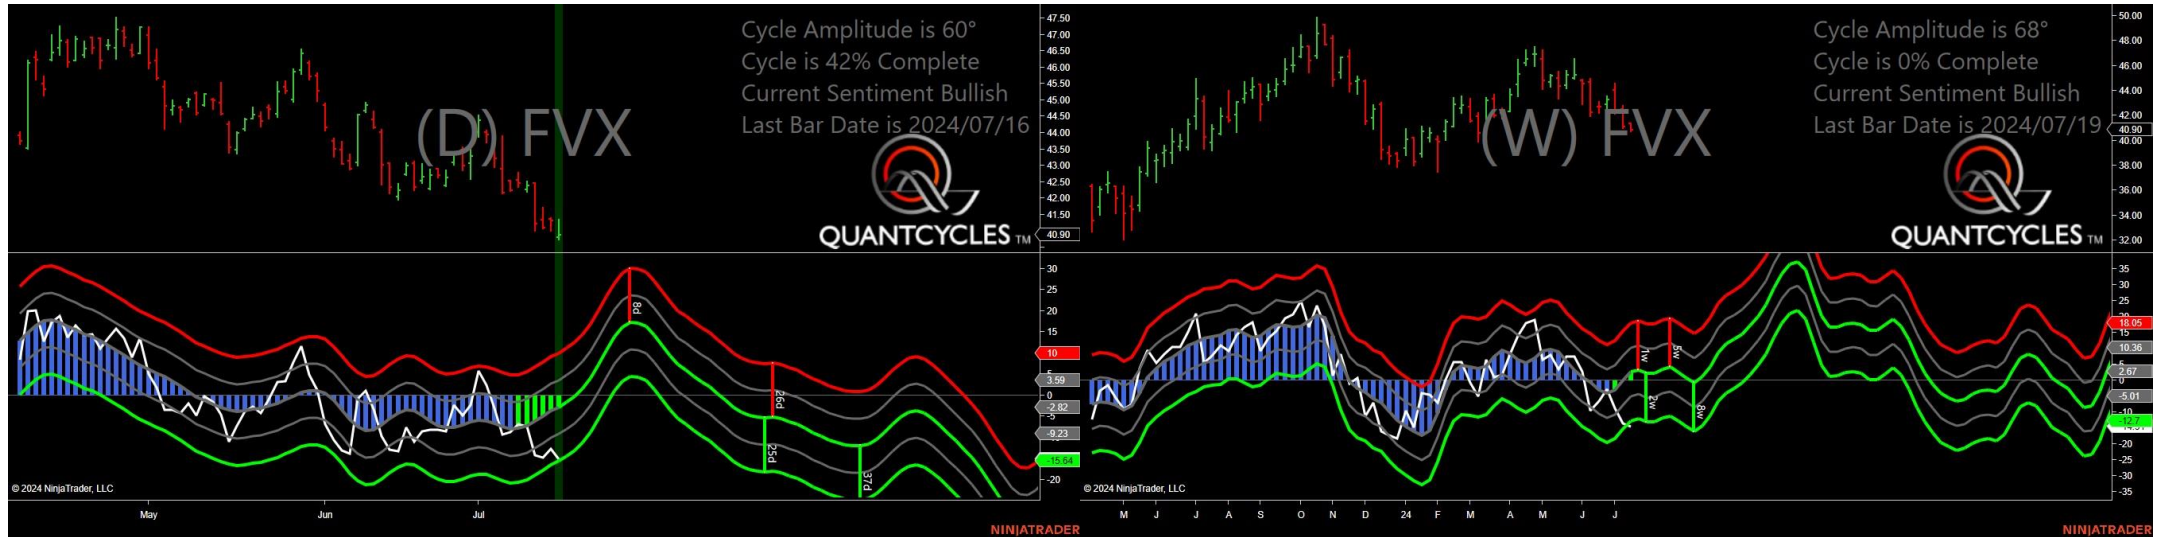 Cycle Amplitude is 60°
Cycle is 42% Complete
Current Sentiment Bullish
Last Bar Date is 2024/07/16
(D) FVX
QUANTCYCLES TM
47.50
47.00
46.50
46.00
45.50
45.00
44.50
44.00
43.50
43.00
42.50
42.00
41.50
40.90
30
25
20
15
10
3.59
0
-2.82
-5
-9.23
-15.64
-20
8d
26d
25d
37d
© 2024 NinjaTrader, LLC
May Jun Jul
NINJATRADER
Cycle Amplitude is 68°
Cycle is 0% Complete
Current Sentiment Bullish
Last Bar Date is 2024/07/19
(W) FVX
QUANTCYCLES TM
50.00
48.00
46.00
44.00
42.00
40.90
40.00
38.00
36.00
34.00
32.00
35
30
25
20
18.05
15
10.36
2.67
0
-5.01
-10
-12.7
-20
-25
-30
-35
1w
5w
2w
8w
© 2024 NinjaTrader, LLC
M J J A S O N D 24 F M A M J J
NINJATRADER